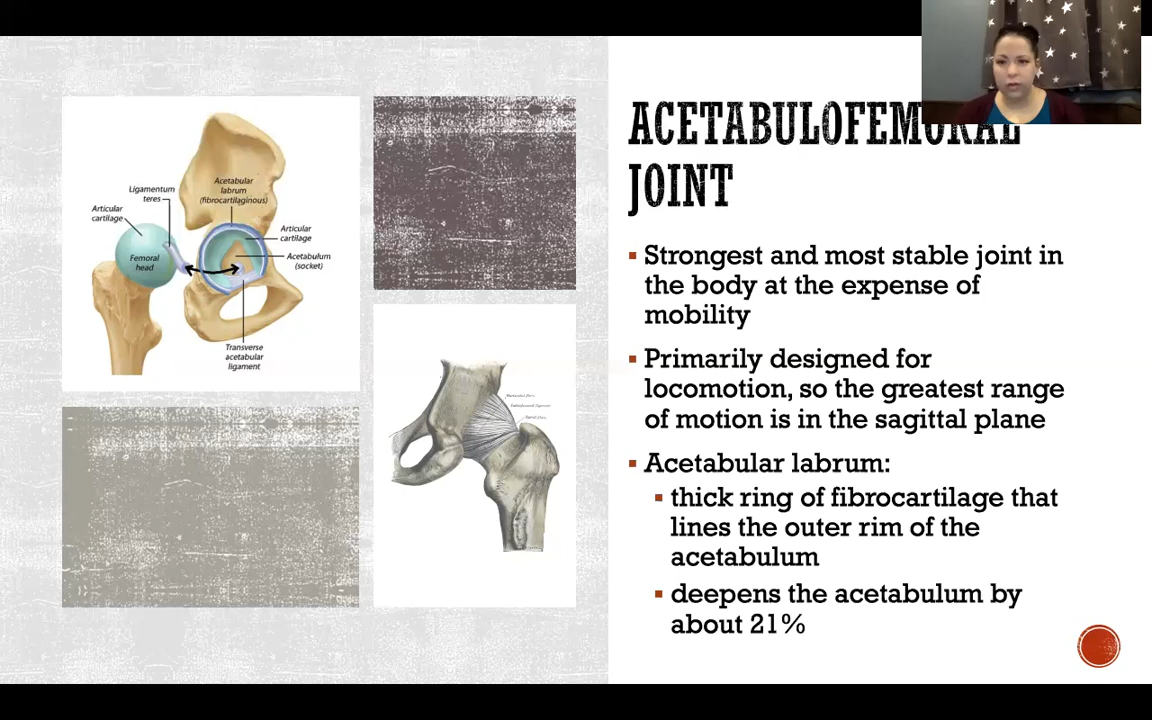 ACETABULOFEMORAL
JOINT
▪ Strongest and most stable joint in
the body at the expense of
mobility
▪ Primarily designed for
locomotion, so the greatest range
of motion is in the sagittal plane
▪ Acetabular labrum:
▪ thick ring of fibrocartilage that
lines the outer rim of the
acetabulum
▪ deepens the acetabulum by
about 21%
Acetabular
labrum
(fibrocartilaginous)
Ligamentum
teres
Articular
cartilage
Femoral
head
Articular
cartilage
Acetabulum
(socket)
Transverse
acetabular
ligament